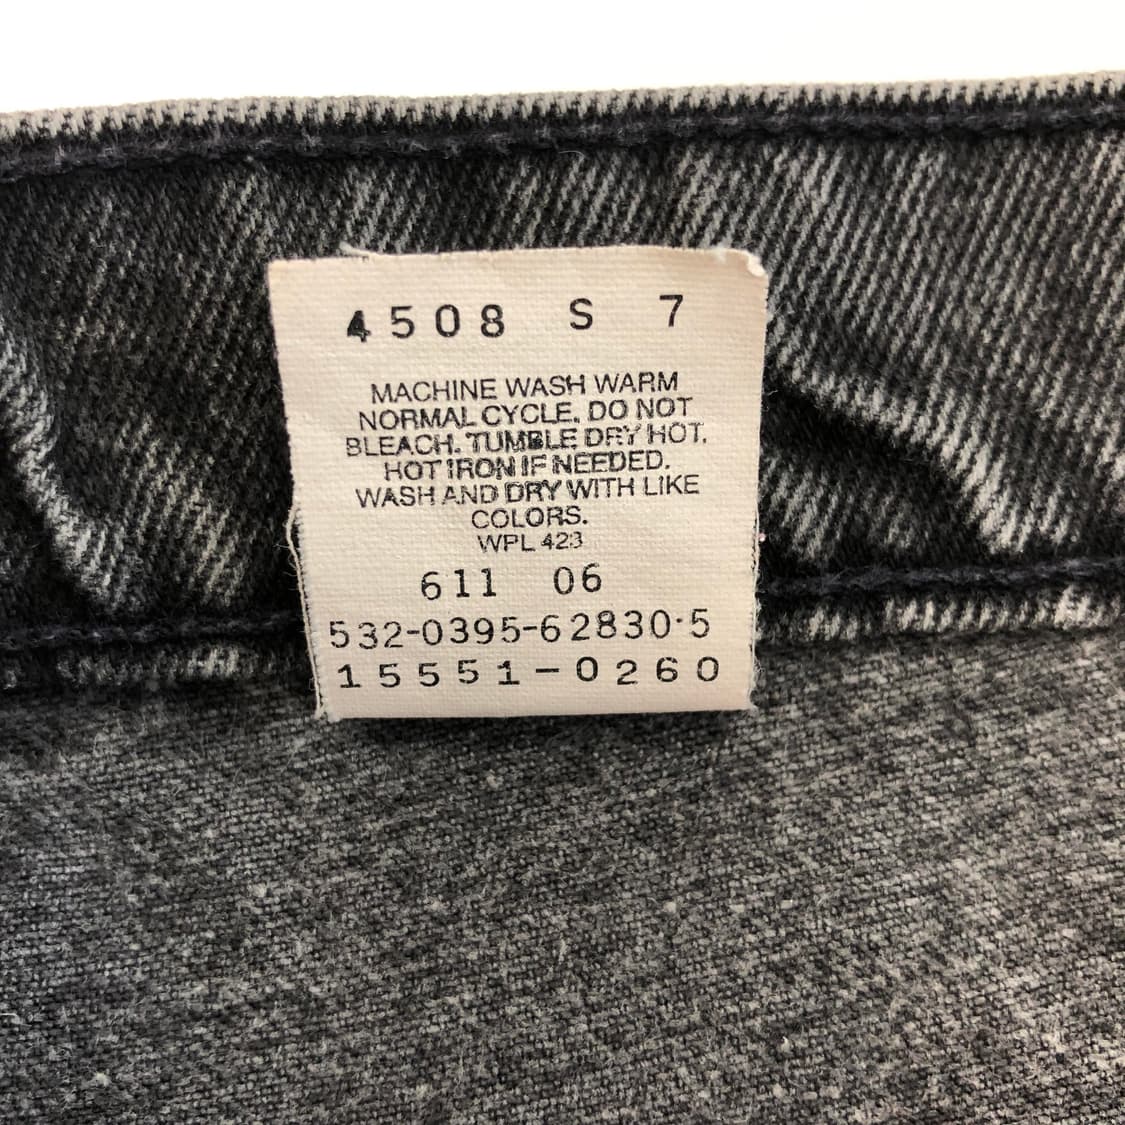 4508 S 7
MACHINE WASH WARM
NORMAL CYCLE. DO NOT
BLEACH. TUMBLE DRY HOT.
HOT IRON IF NEEDED.
WASH AND DRY WITH LIKE
COLORS.
WPL 423
611 06
532-0395-62830·5
15551-0260